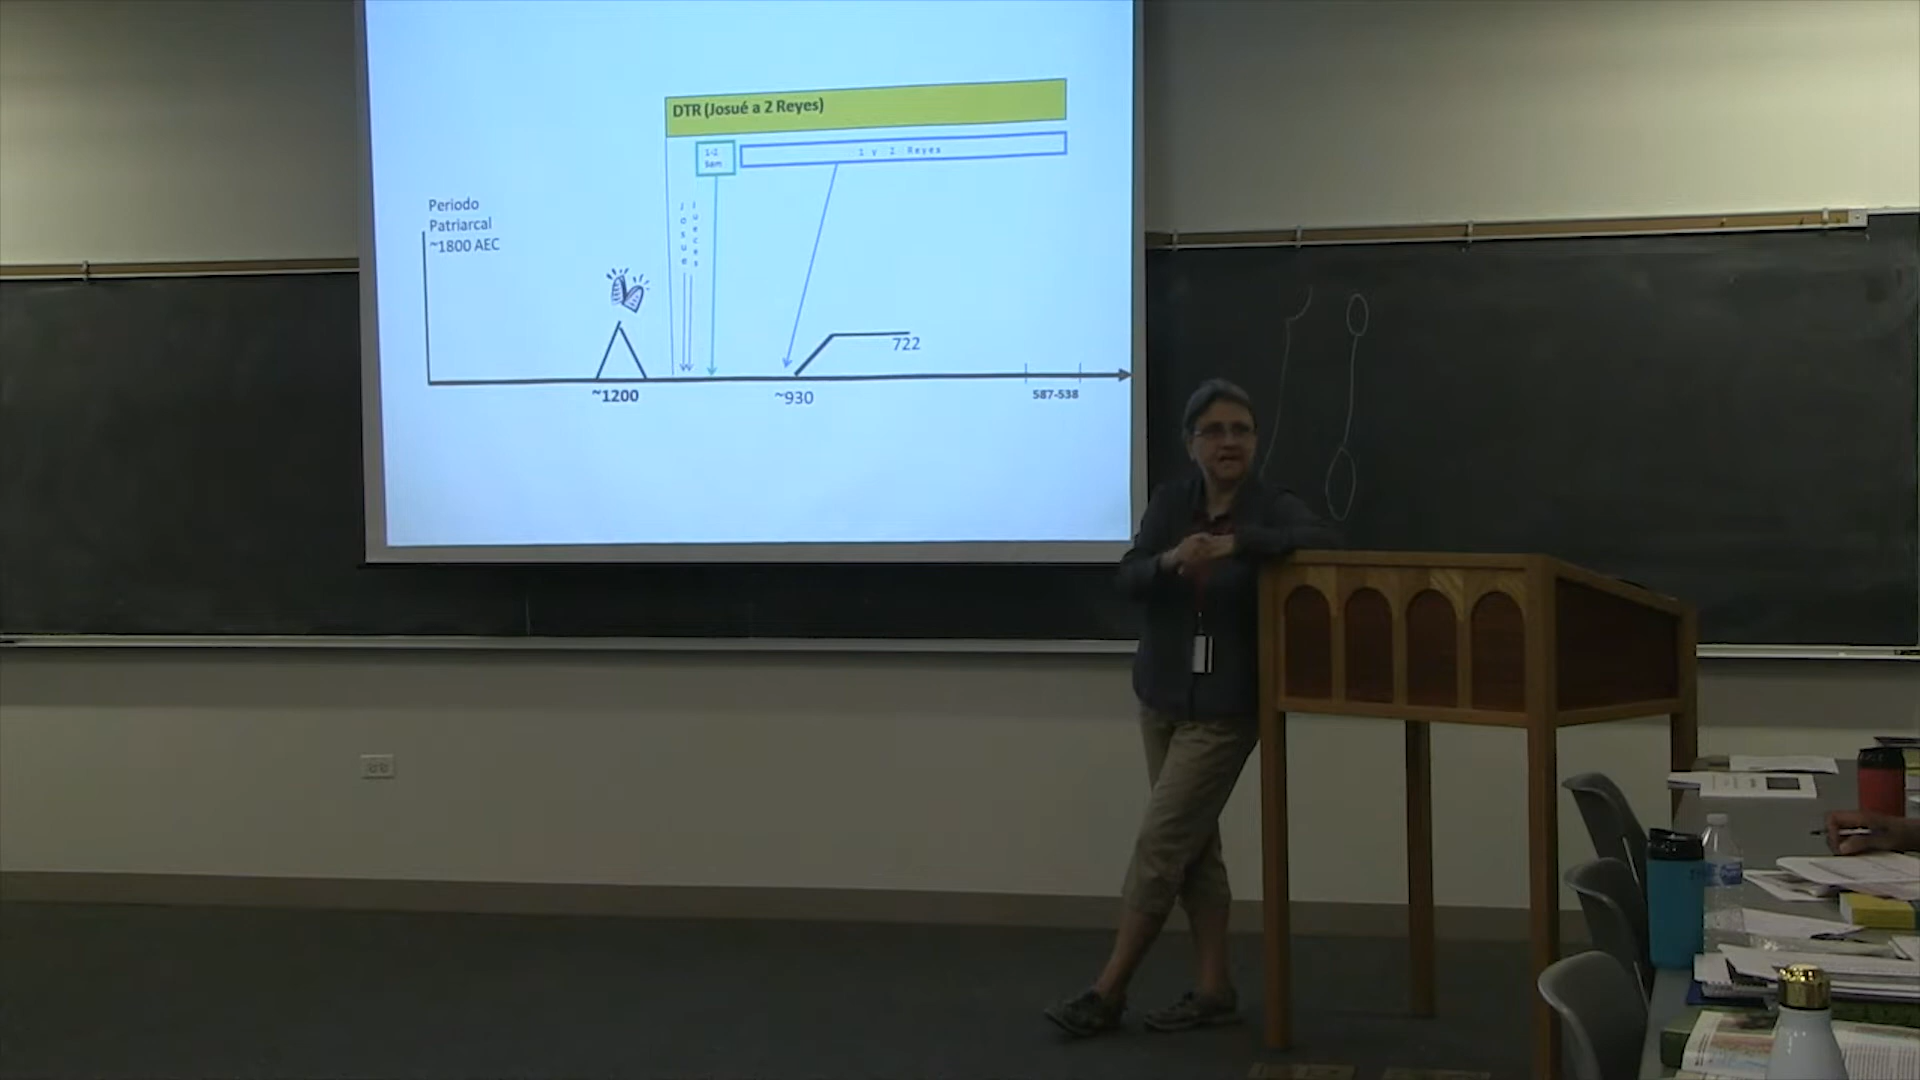 DTR (Josué a 2 Reyes)
1-2
Sam
1 y 2 Reyes
Periodo
Patriarcal
~1800 AEC
Josue
Jueces
722
~1200
~930
587-538